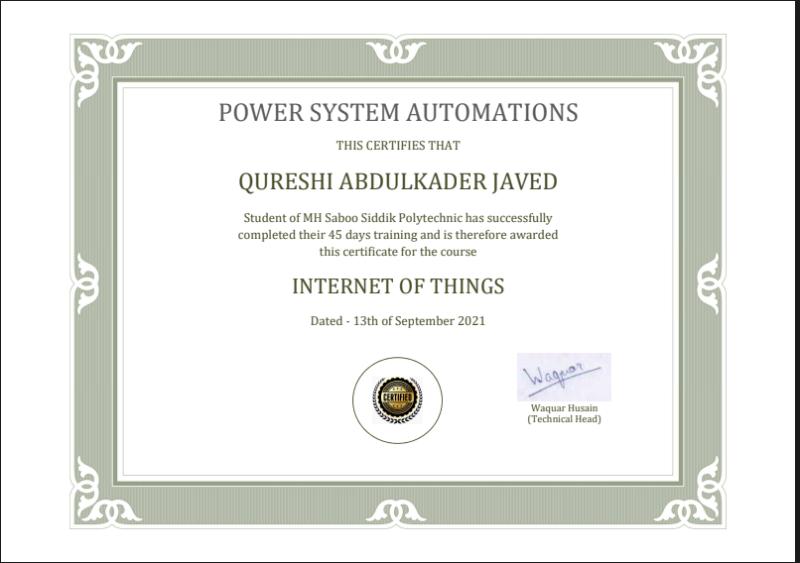 POWER SYSTEM AUTOMATIONS
THIS CERTIFIES THAT
QURESHI ABDULKADER JAVED
Student of MH Saboo Siddik Polytechnic has successfully
completed their 45 days training and is therefore awarded
this certificate for the course
INTERNET OF THINGS
Dated - 13th of September 2021
CERTIFIED
Waquar
Waquar Husain
(Technical Head)